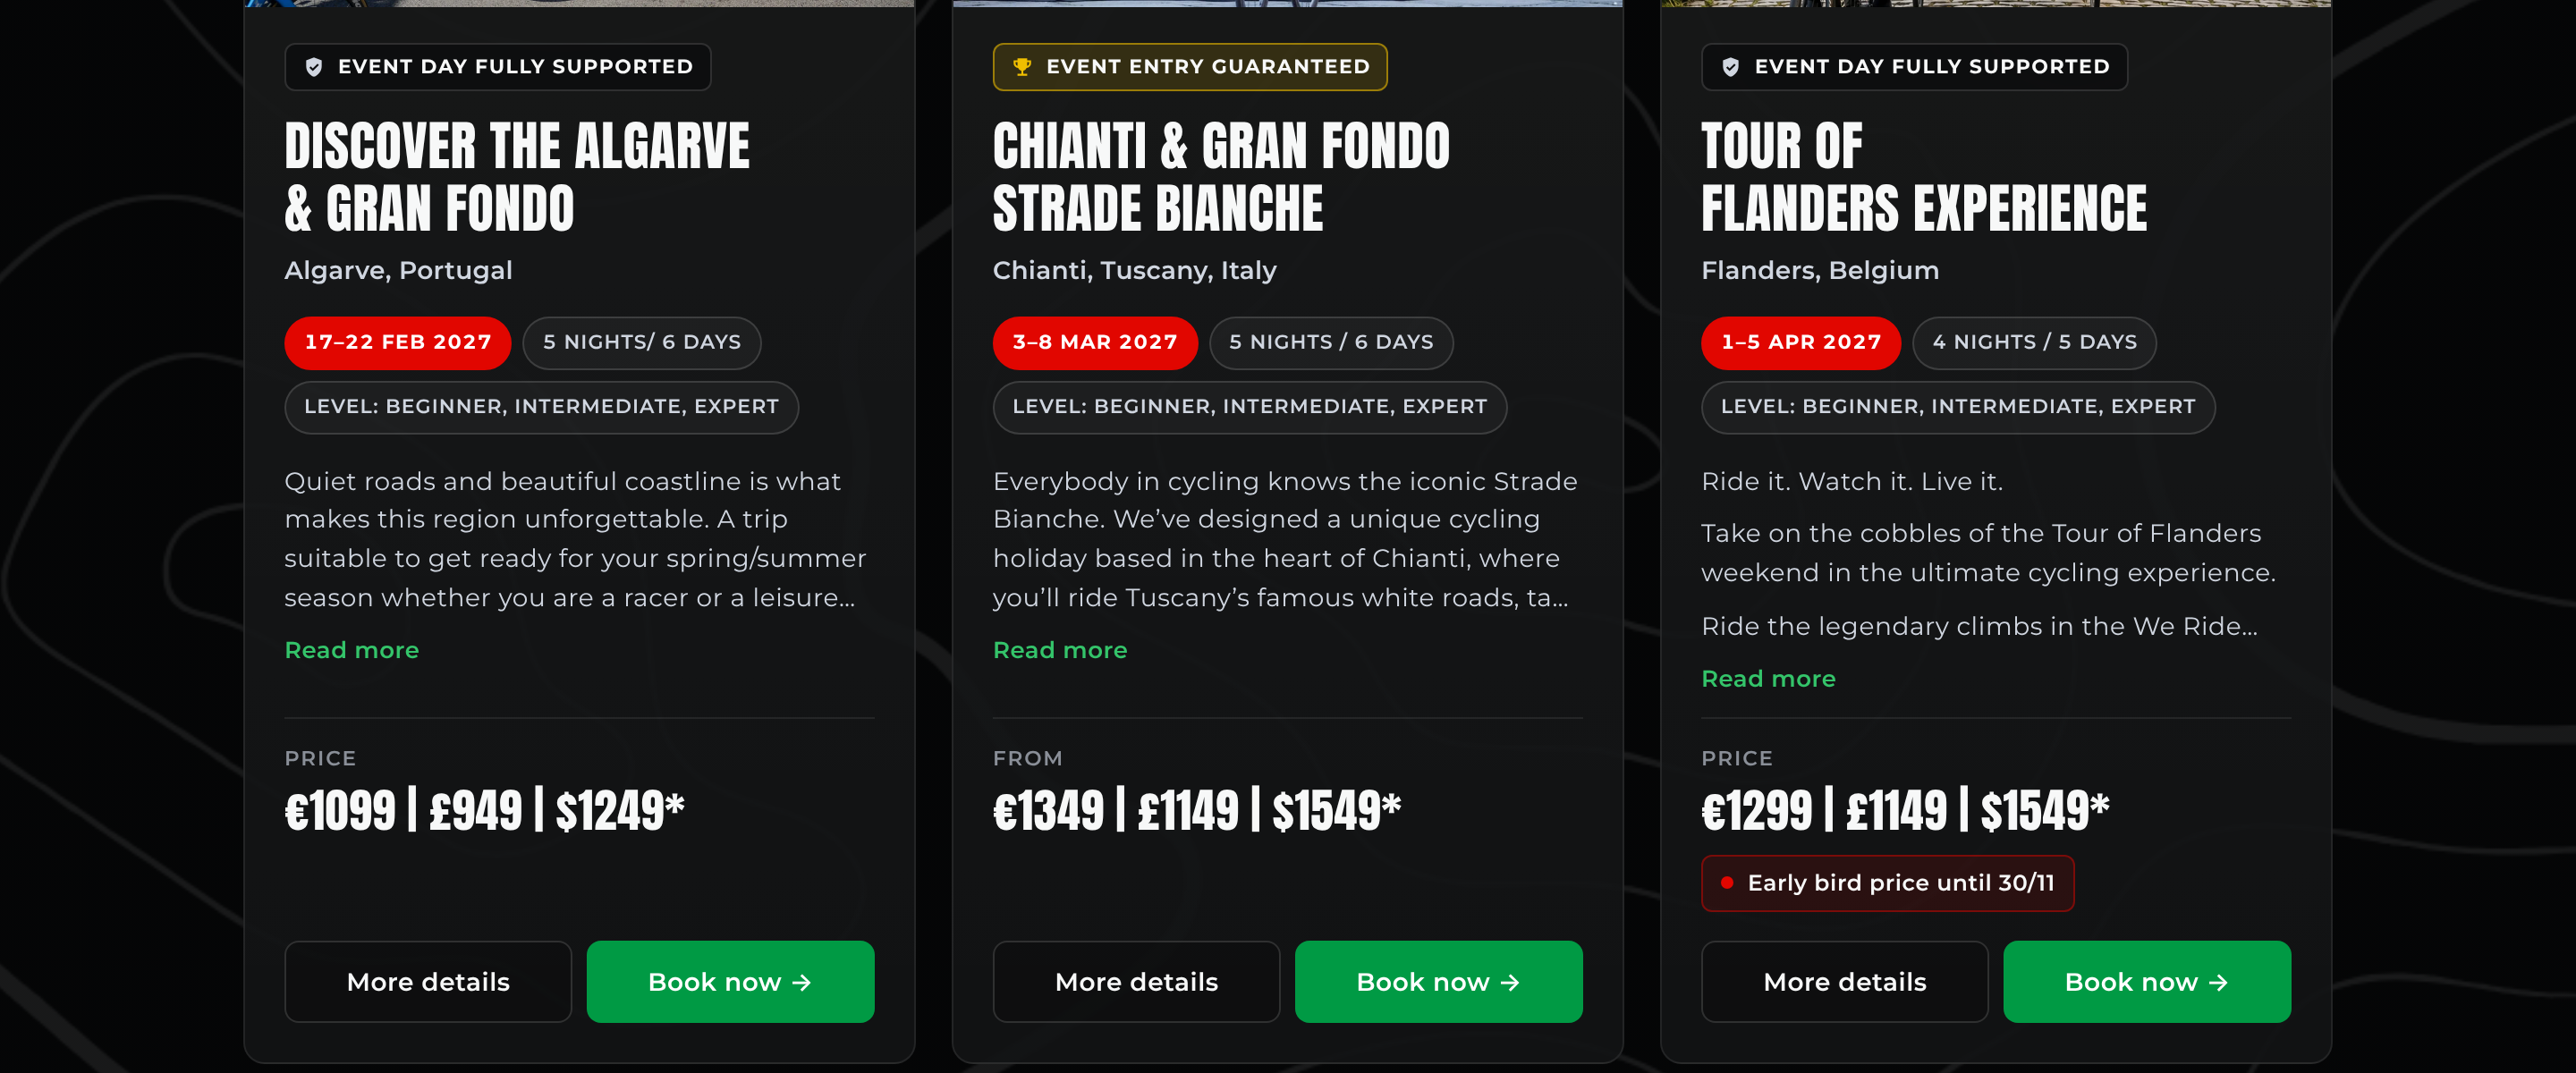 EVENT DAY FULLY SUPPORTED
DISCOVER THE ALGARVE
& GRAN FONDO
Algarve, Portugal
17–22 FEB 2027
5 NIGHTS/ 6 DAYS
LEVEL: BEGINNER, INTERMEDIATE, EXPERT
Quiet roads and beautiful coastline is what
makes this region unforgettable. A trip
suitable to get ready for your spring/summer
season whether you are a racer or a leisure...
Read more
PRICE
€1099 | £949 | $1249*
More details
Book now →
EVENT ENTRY GUARANTEED
CHIANTI & GRAN FONDO
STRADE BIANCHE
Chianti, Tuscany, Italy
3–8 MAR 2027
5 NIGHTS / 6 DAYS
LEVEL: BEGINNER, INTERMEDIATE, EXPERT
Everybody in cycling knows the iconic Strade
Bianche. We’ve designed a unique cycling
holiday based in the heart of Chianti, where
you’ll ride Tuscany’s famous white roads, ta...
Read more
FROM
€1349 | £1149 | $1549*
More details
Book now →
EVENT DAY FULLY SUPPORTED
TOUR OF
FLANDERS EXPERIENCE
Flanders, Belgium
1–5 APR 2027
4 NIGHTS / 5 DAYS
LEVEL: BEGINNER, INTERMEDIATE, EXPERT
Ride it. Watch it. Live it.
Take on the cobbles of the Tour of Flanders
weekend in the ultimate cycling experience.
Ride the legendary climbs in the We Ride...
Read more
PRICE
€1299 | £1149 | $1549*
Early bird price until 30/11
More details
Book now →